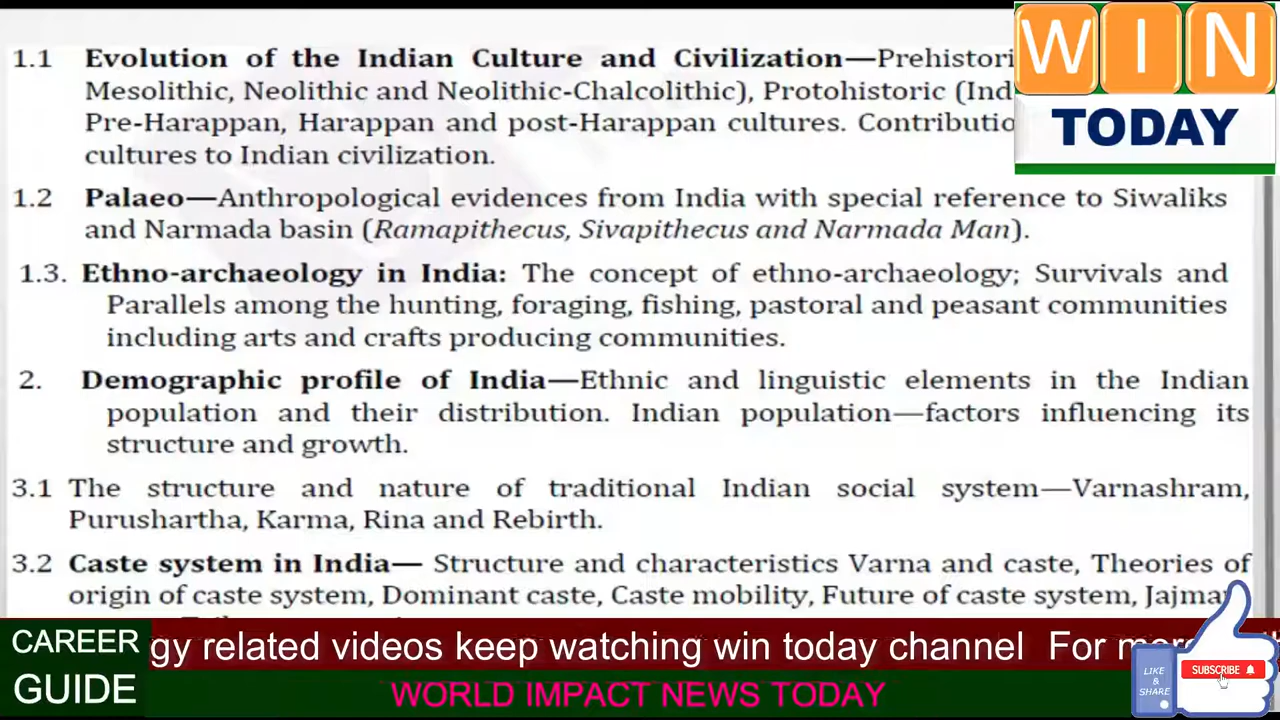 1.1 Evolution of the Indian Culture and Civilization—Prehistori
Mesolithic, Neolithic and Neolithic-Chalcolithic), Protohistoric (Ind
Pre-Harappan, Harappan and post-Harappan cultures. Contributio
cultures to Indian civilization.
1.2 Palaeo—Anthropological evidences from India with special reference to Siwaliks
and Narmada basin (Ramapithecus, Sivapithecus and Narmada Man).
1.3. Ethno-archaeology in India: The concept of ethno-archaeology; Survivals and
Parallels among the hunting, foraging, fishing, pastoral and peasant communities
including arts and crafts producing communities.
2. Demographic profile of India—Ethnic and linguistic elements in the Indian
population and their distribution. Indian population—factors influencing its
structure and growth.
3.1 The structure and nature of traditional Indian social system—Varnashram,
Purushartha, Karma, Rina and Rebirth.
3.2 Caste system in India— Structure and characteristics Varna and caste, Theories of
origin of caste system, Dominant caste, Caste mobility, Future of caste system, Jajma
WIN
TODAY
CAREER
GUIDE
gy related videos keep watching win today channel For mor
WORLD IMPACT NEWS TODAY
LIKE
&
SHARE
SUBSCRIBE